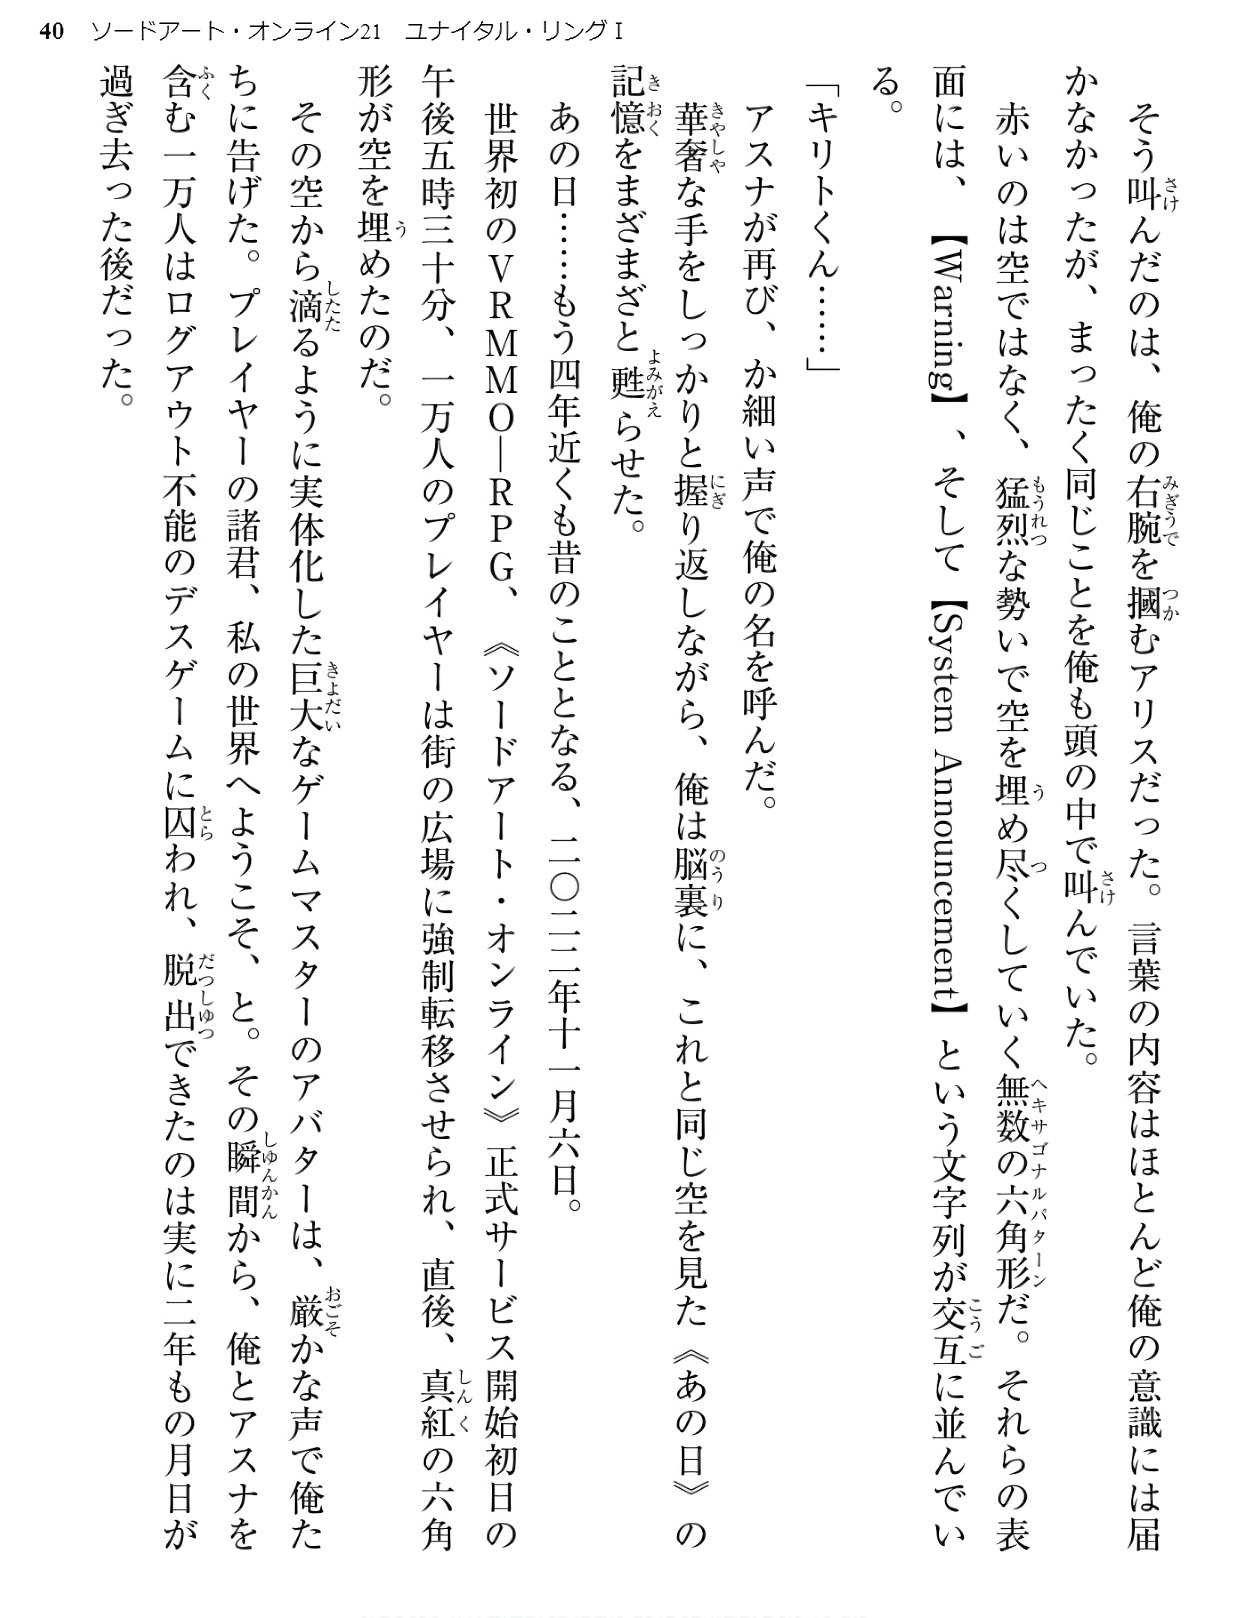 40 ソードアート・オンライン21 ユナイタル・リングⅠ
そう叫んだのは、俺の右腕を摑むアリスだった。言葉の内容はほとんど俺の意識には届
かなかったが、まったく同じことを俺も頭の中で叫んでいた。
赤いのは空ではなく、猛烈な勢いで空を埋め尽くしていく無数の六角形だ。それらの表
面には、【Warning】、そして【System Announcement】という文字列が交互に並んでい
る。
「キリトくん……」
アスナが再び、か細い声で俺の名を呼んだ。
華奢な手をしっかりと握り返しながら、俺は脳裏に、これと同じ空を見た《あの日》の
記憶をまざまざと甦らせた。
あの日……もう四年近くも昔のこととなる、二〇二二年十一月六日。
世界初のVRMMO―RPG、《ソードアート・オンライン》正式サービス開始初日の
午後五時三十分、一万人のプレイヤーは街の広場に強制転移させられ、直後、真紅の六角
形が空を埋めたのだ。
その空から滴るように実体化した巨大なゲームマスターのアバターは、厳かな声で俺た
ちに告げた。プレイヤーの諸君、私の世界へようこそ、と。その瞬間から、俺とアスナを
含む一万人はログアウト不能のデスゲームに囚われ、脱出できたのは実に二年もの月日が
過ぎ去った後だった。